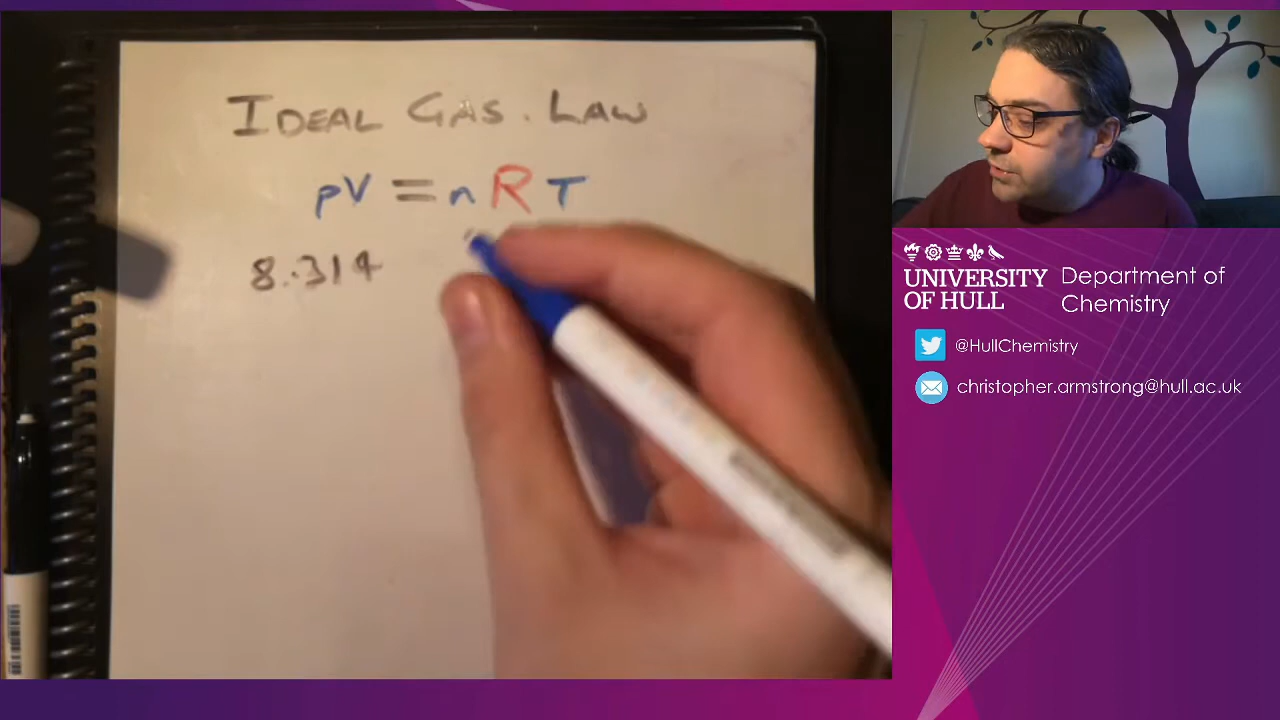 IDEAL GAS. LAW
pV = nRT
8.314
UNIVERSITY
OF HULL
Department of
Chemistry
@HullChemistry
christopher.armstrong@hull.ac.uk